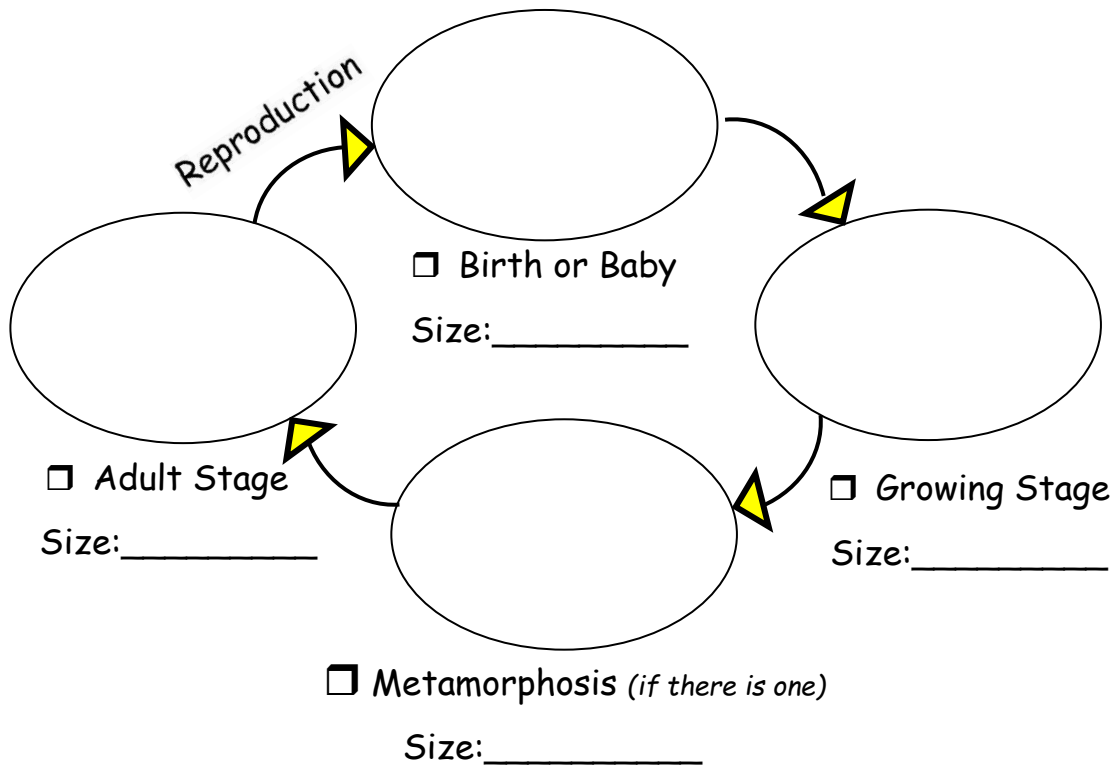 Reproduction
❒ Birth or Baby
Size:_________
❒ Adult Stage
Size:_________
❒ Growing Stage
Size:_________
❒ Metamorphosis (if there is one)
Size:__________